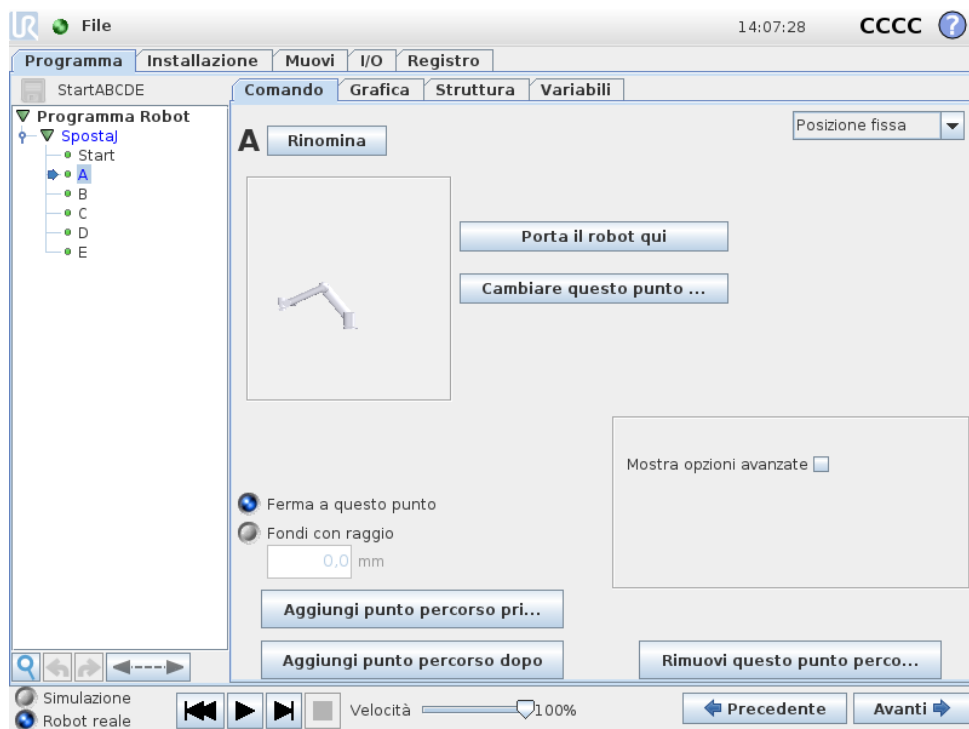 UR File 14:07:28 CCCC ?
Programma Installazione Muovi I/O Registro
StartABCDE Comando Grafica Struttura Variabili
Programma Robot
SpostaJ
Start
A
B
C
D
E
A Rinomina Posizione fissa
Porta il robot qui
Cambiare questo punto ...
Mostra opzioni avanzate
Ferma a questo punto
Fondi con raggio
0,0 mm
Aggiungi punto percorso pri...
Aggiungi punto percorso dopo Rimuovi questo punto perco...
Simulazione
Robot reale
Velocità 100% Precedente Avanti